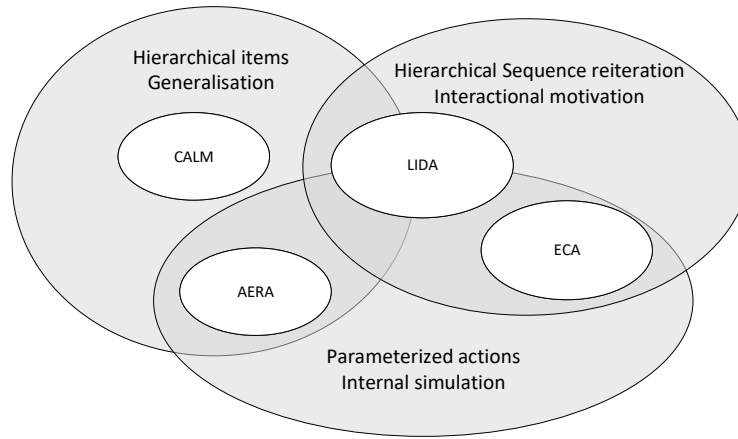 Hierarchical items
Generalisation
Hierarchical Sequence reiteration
Interactional motivation
CALM
LIDA
ECA
AERA
Parameterized actions
Internal simulation